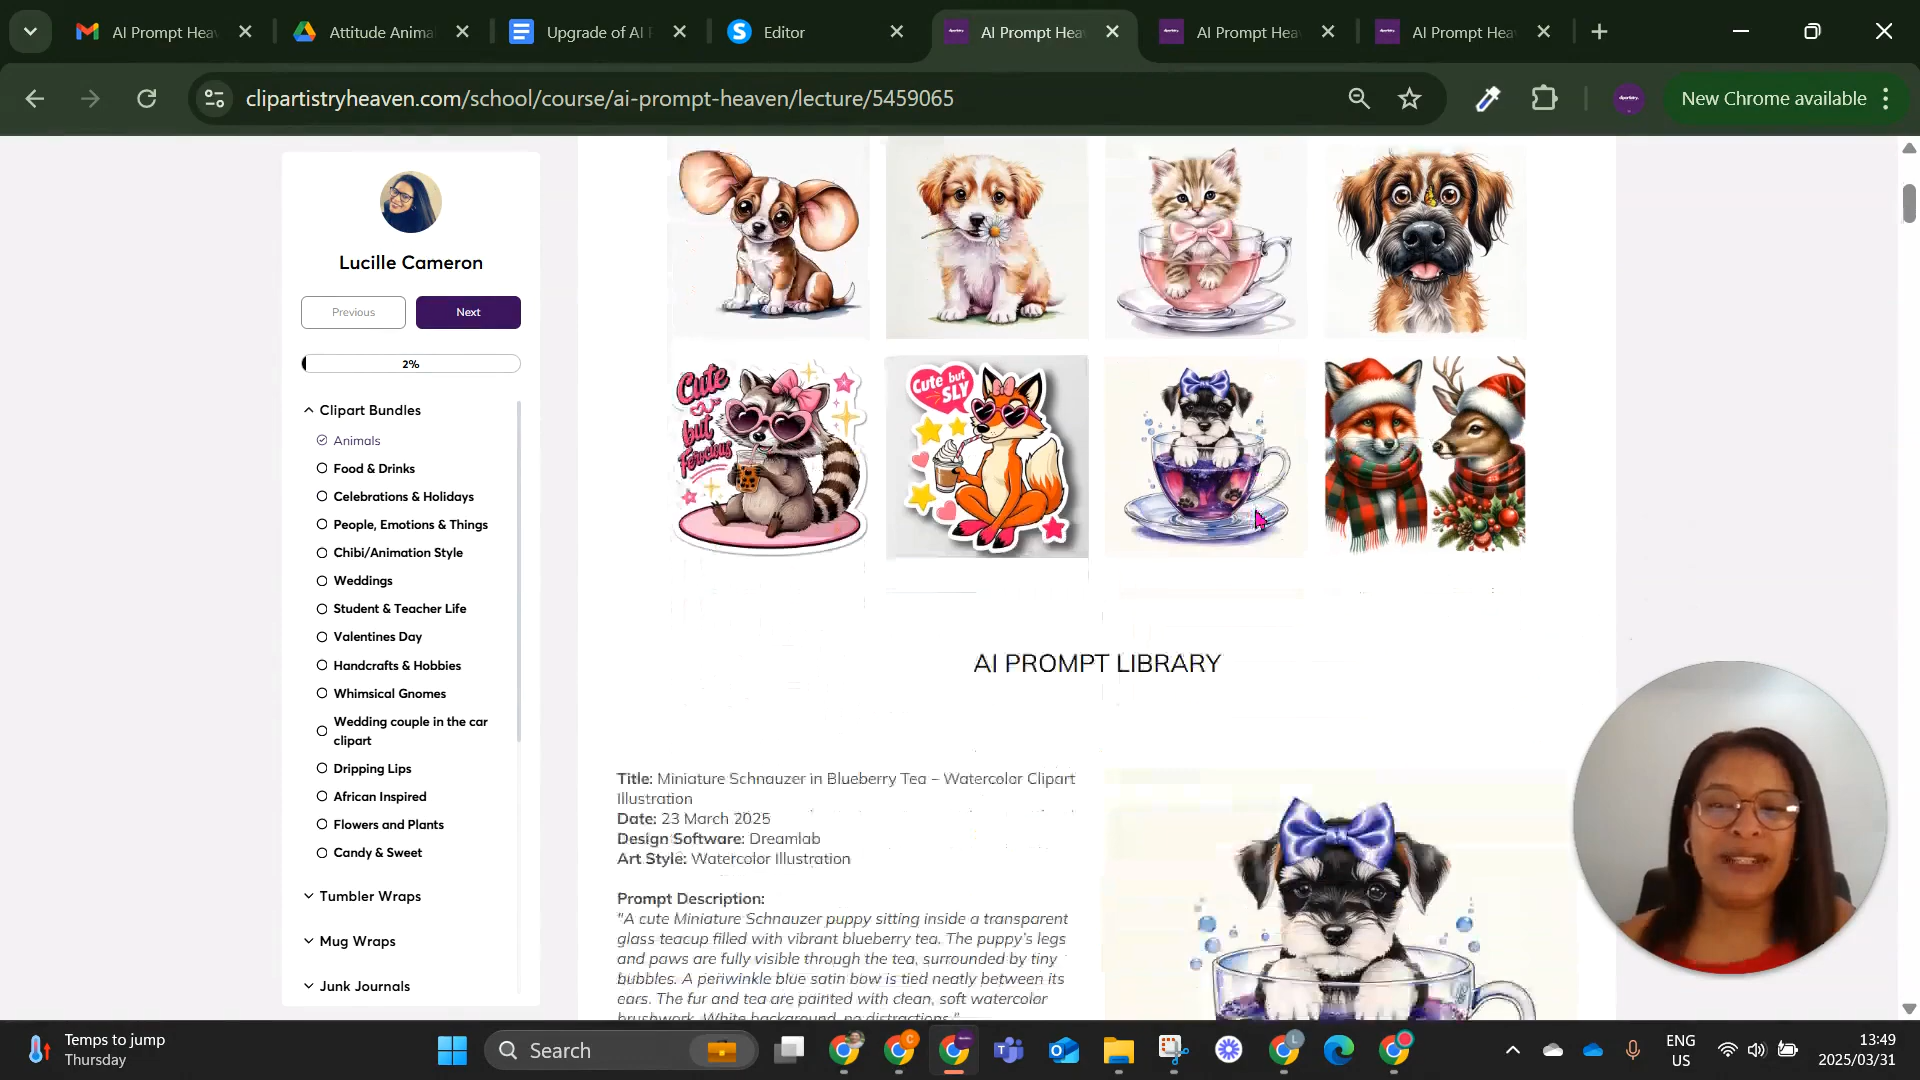 AI Prompt Hea
Attitude Anima
Upgrade of AI
Editor
AI Prompt Hea
AI Prompt Hea
AI Prompt Hea
clipartistryheaven.com/school/course/ai-prompt-heaven/lecture/5459065
New Chrome available
Lucille Cameron
Previous
Next
2%
Clipart Bundles
Animals
Food & Drinks
Celebrations & Holidays
People, Emotions & Things
Chibi/Animation Style
Weddings
Student & Teacher Life
Valentines Day
Handcrafts & Hobbies
Whimsical Gnomes
Wedding couple in the car
clipart
Dripping Lips
African Inspired
Flowers and Plants
Candy & Sweet
Tumbler Wraps
Mug Wraps
Junk Journals
Cute
but
Ferocious
Cute but
SLY
AI PROMPT LIBRARY
Title: Miniature Schnauzer in Blueberry Tea – Watercolor Clipart
Illustration
Date: 23 March 2025
Design Software: Dreamlab
Art Style: Watercolor Illustration
Prompt Description:
"A cute Miniature Schnauzer puppy sitting inside a transparent
glass teacup filled with vibrant blueberry tea. The puppy's legs
and paws are fully visible through the tea, surrounded by tiny
bubbles. A periwinkle blue satin bow is tied neatly between its
ears. The fur and tea are painted with clean, soft watercolor
brushwork. White background, no distractions."
Temps to jump
Thursday
Search
ENG
US
13:49
2025/03/31